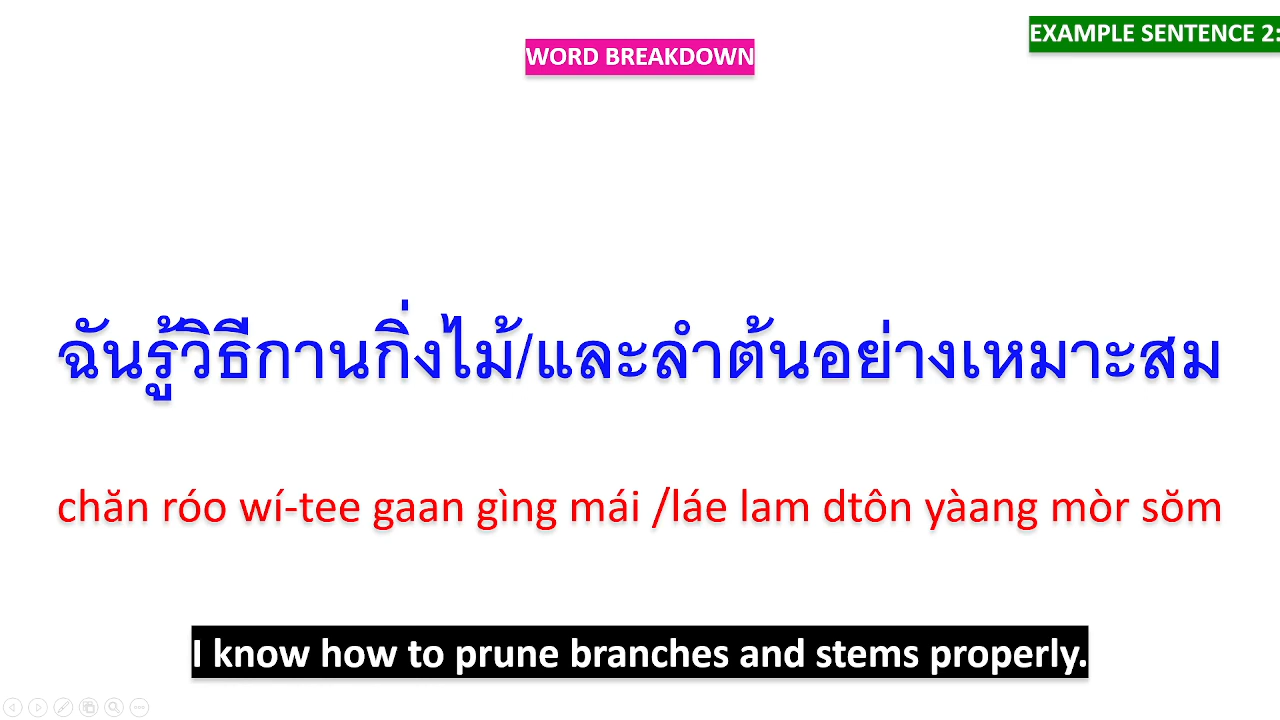 EXAMPLE SENTENCE 2:
WORD BREAKDOWN
ฉันรู้วิธีกานกิ่งไม้/และลำต้นอย่างเหมาะสม
chăn róo wí-tee gaan gìng mái /láe lam dtôn yàang mòr sŏm
I know how to prune branches and stems properly.